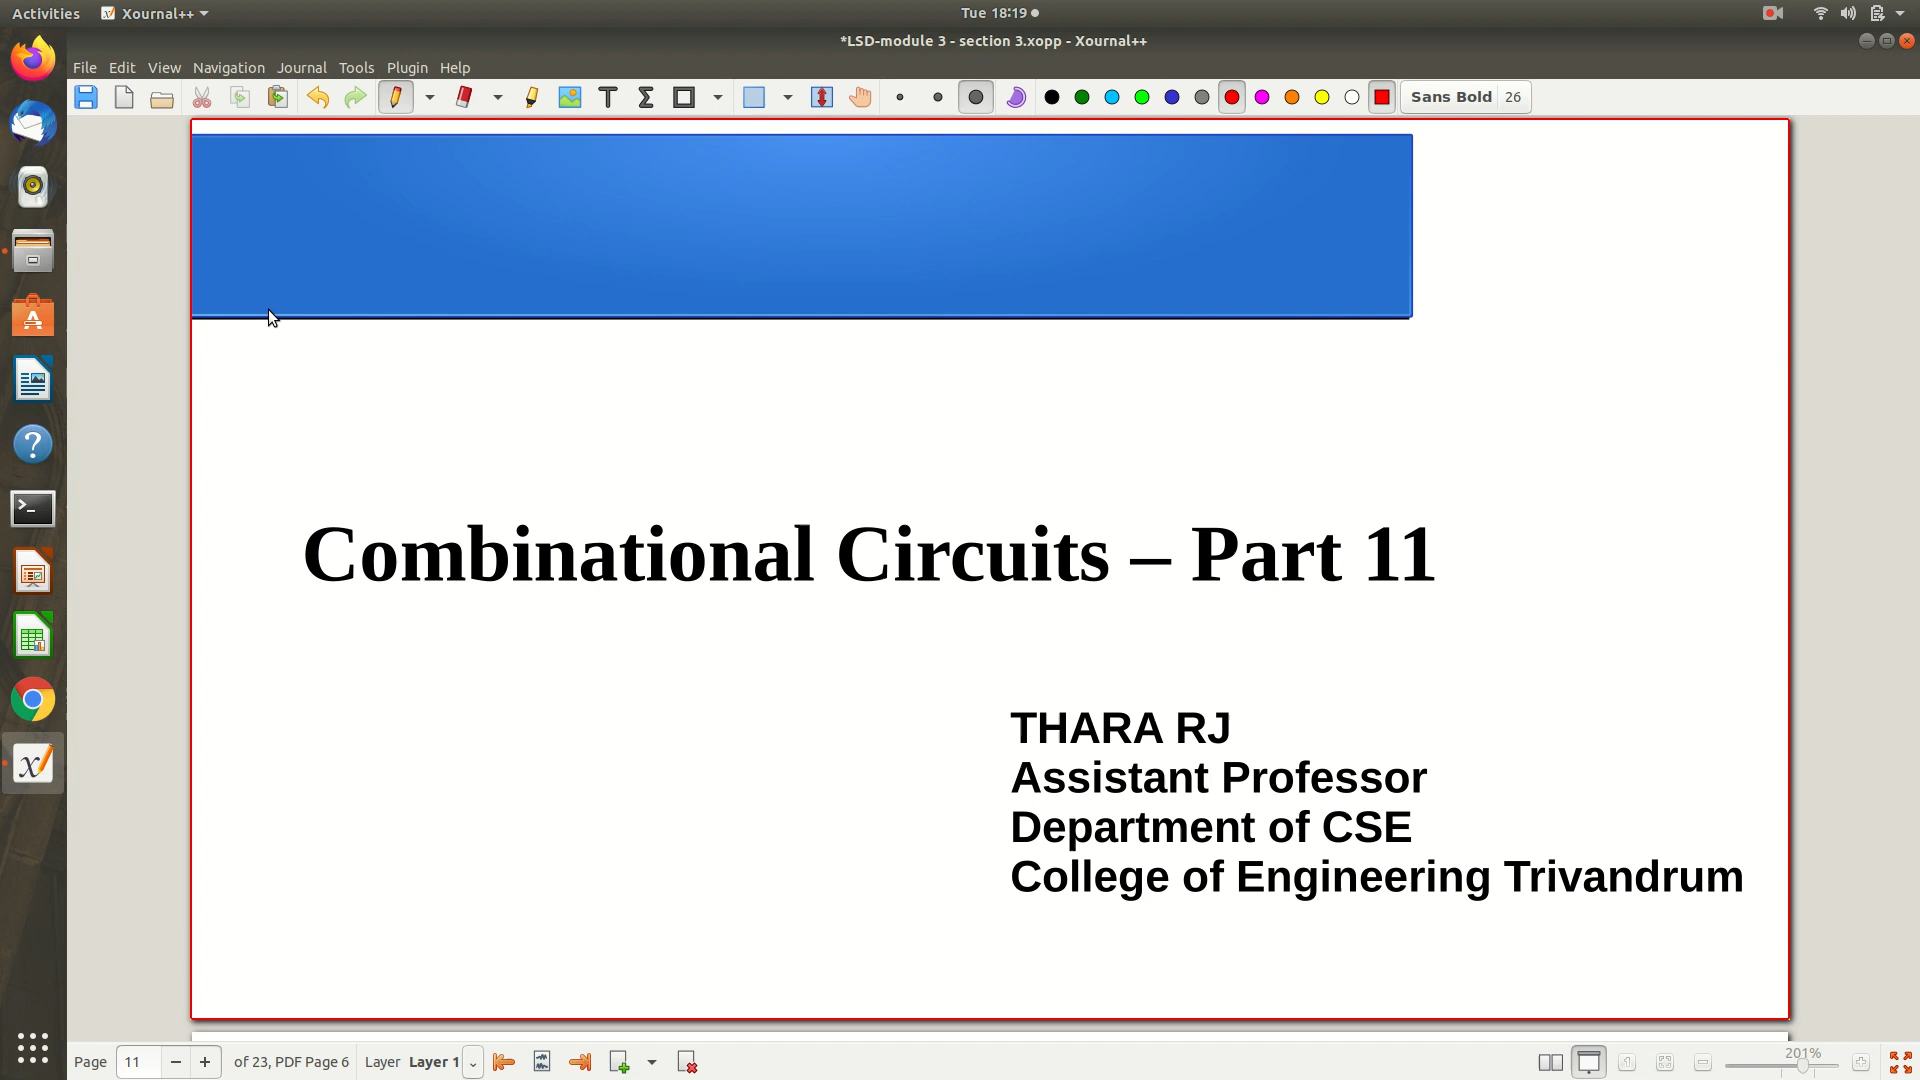 Activities Xournal++ Tue 18:19
*LSD-module 3 - section 3.xopp - Xournal++
File Edit View Navigation Journal Tools Plugin Help
Sans Bold 26
Combinational Circuits – Part 11
THARA RJ
Assistant Professor
Department of CSE
College of Engineering Trivandrum
Page 11 of 23, PDF Page 6 Layer Layer 1 201%